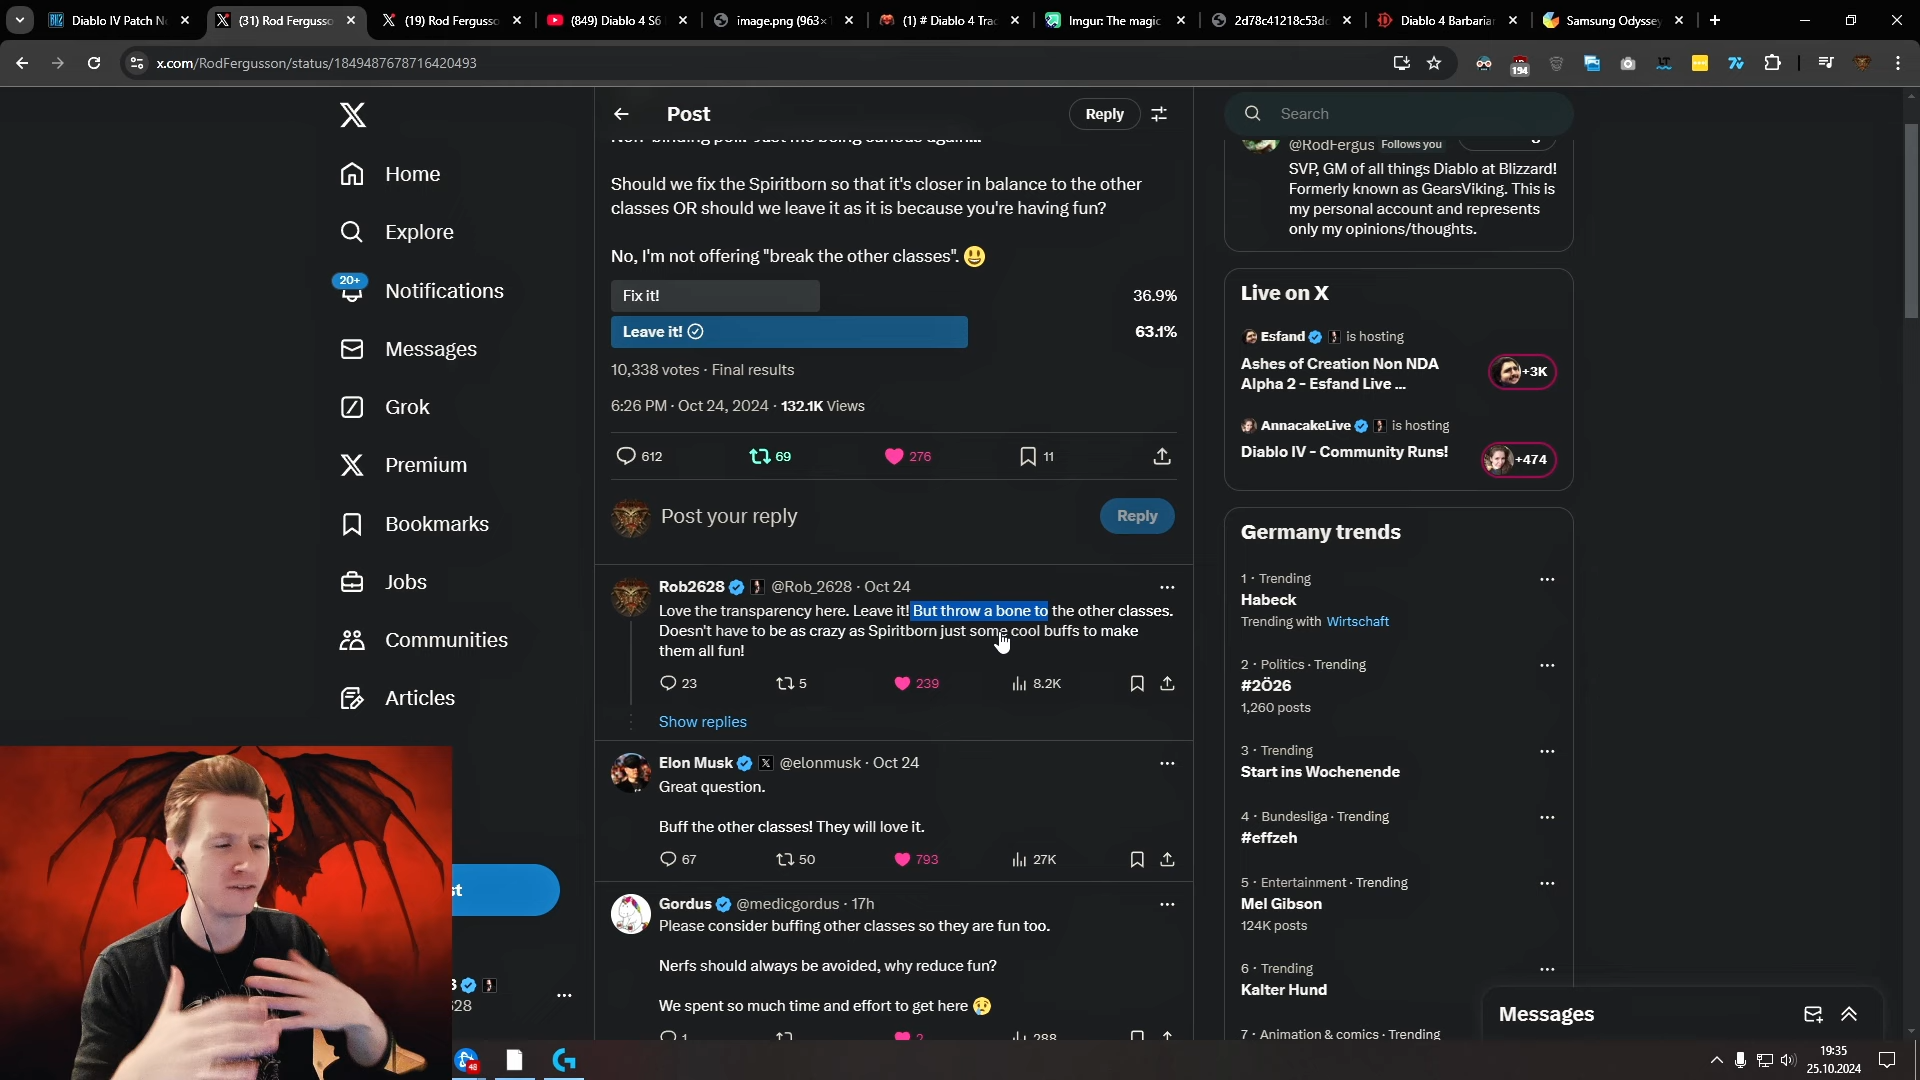 Diablo IV Patch N
(31) Rod Fergusso
(19) Rod Fergusso
(849) Diablo 4 S6
image.png (963×
(1) # Diablo 4 Tra
Imgur: The magic
2d78c41218c53d
Diablo 4 Barbaria
Samsung Odysse
x.com/RodFergusson/status/1849487678716420493
194
Post
Reply
Search
Home
Explore
20+
Notifications
Messages
Grok
Premium
Bookmarks
Jobs
Communities
Articles
Should we fix the Spiritborn so that it's closer in balance to the other
classes OR should we leave it as it is because you're having fun?
No, I'm not offering "break the other classes". 😃
Fix it!
36.9%
Leave it!
63.1%
10,338 votes · Final results
6:26 PM · Oct 24, 2024 · 132.1K Views
612
69
276
11
Post your reply
Reply
Rob2628 @Rob_2628 · Oct 24
Love the transparency here. Leave it! But throw a bone to the other classes.
Doesn't have to be as crazy as Spiritborn just some cool buffs to make
them all fun!
23
5
239
8.2K
Show replies
Elon Musk @elonmusk · Oct 24
Great question.
Buff the other classes! They will love it.
67
50
793
27K
Gordus @medicgordus · 17h
Please consider buffing other classes so they are fun too.
Nerfs should always be avoided, why reduce fun?
We spent so much time and effort to get here 😢
1
2
288
@RodFergus Follows you
SVP, GM of all things Diablo at Blizzard!
Formerly known as GearsViking. This is
my personal account and represents
only my opinions/thoughts.
Live on X
Esfand is hosting
Ashes of Creation Non NDA
Alpha 2 - Esfand Live ...
+3K
AnnacakeLive is hosting
Diablo IV - Community Runs!
+474
Germany trends
1 · Trending
Habeck
Trending with Wirtschaft
2 · Politics · Trending
#2Ö26
1,260 posts
3 · Trending
Start ins Wochenende
4 · Bundesliga · Trending
#effzeh
5 · Entertainment · Trending
Mel Gibson
124K posts
6 · Trending
Kalter Hund
7 · Animation & comics · Trending
Messages
48
19:35
25.10.2024